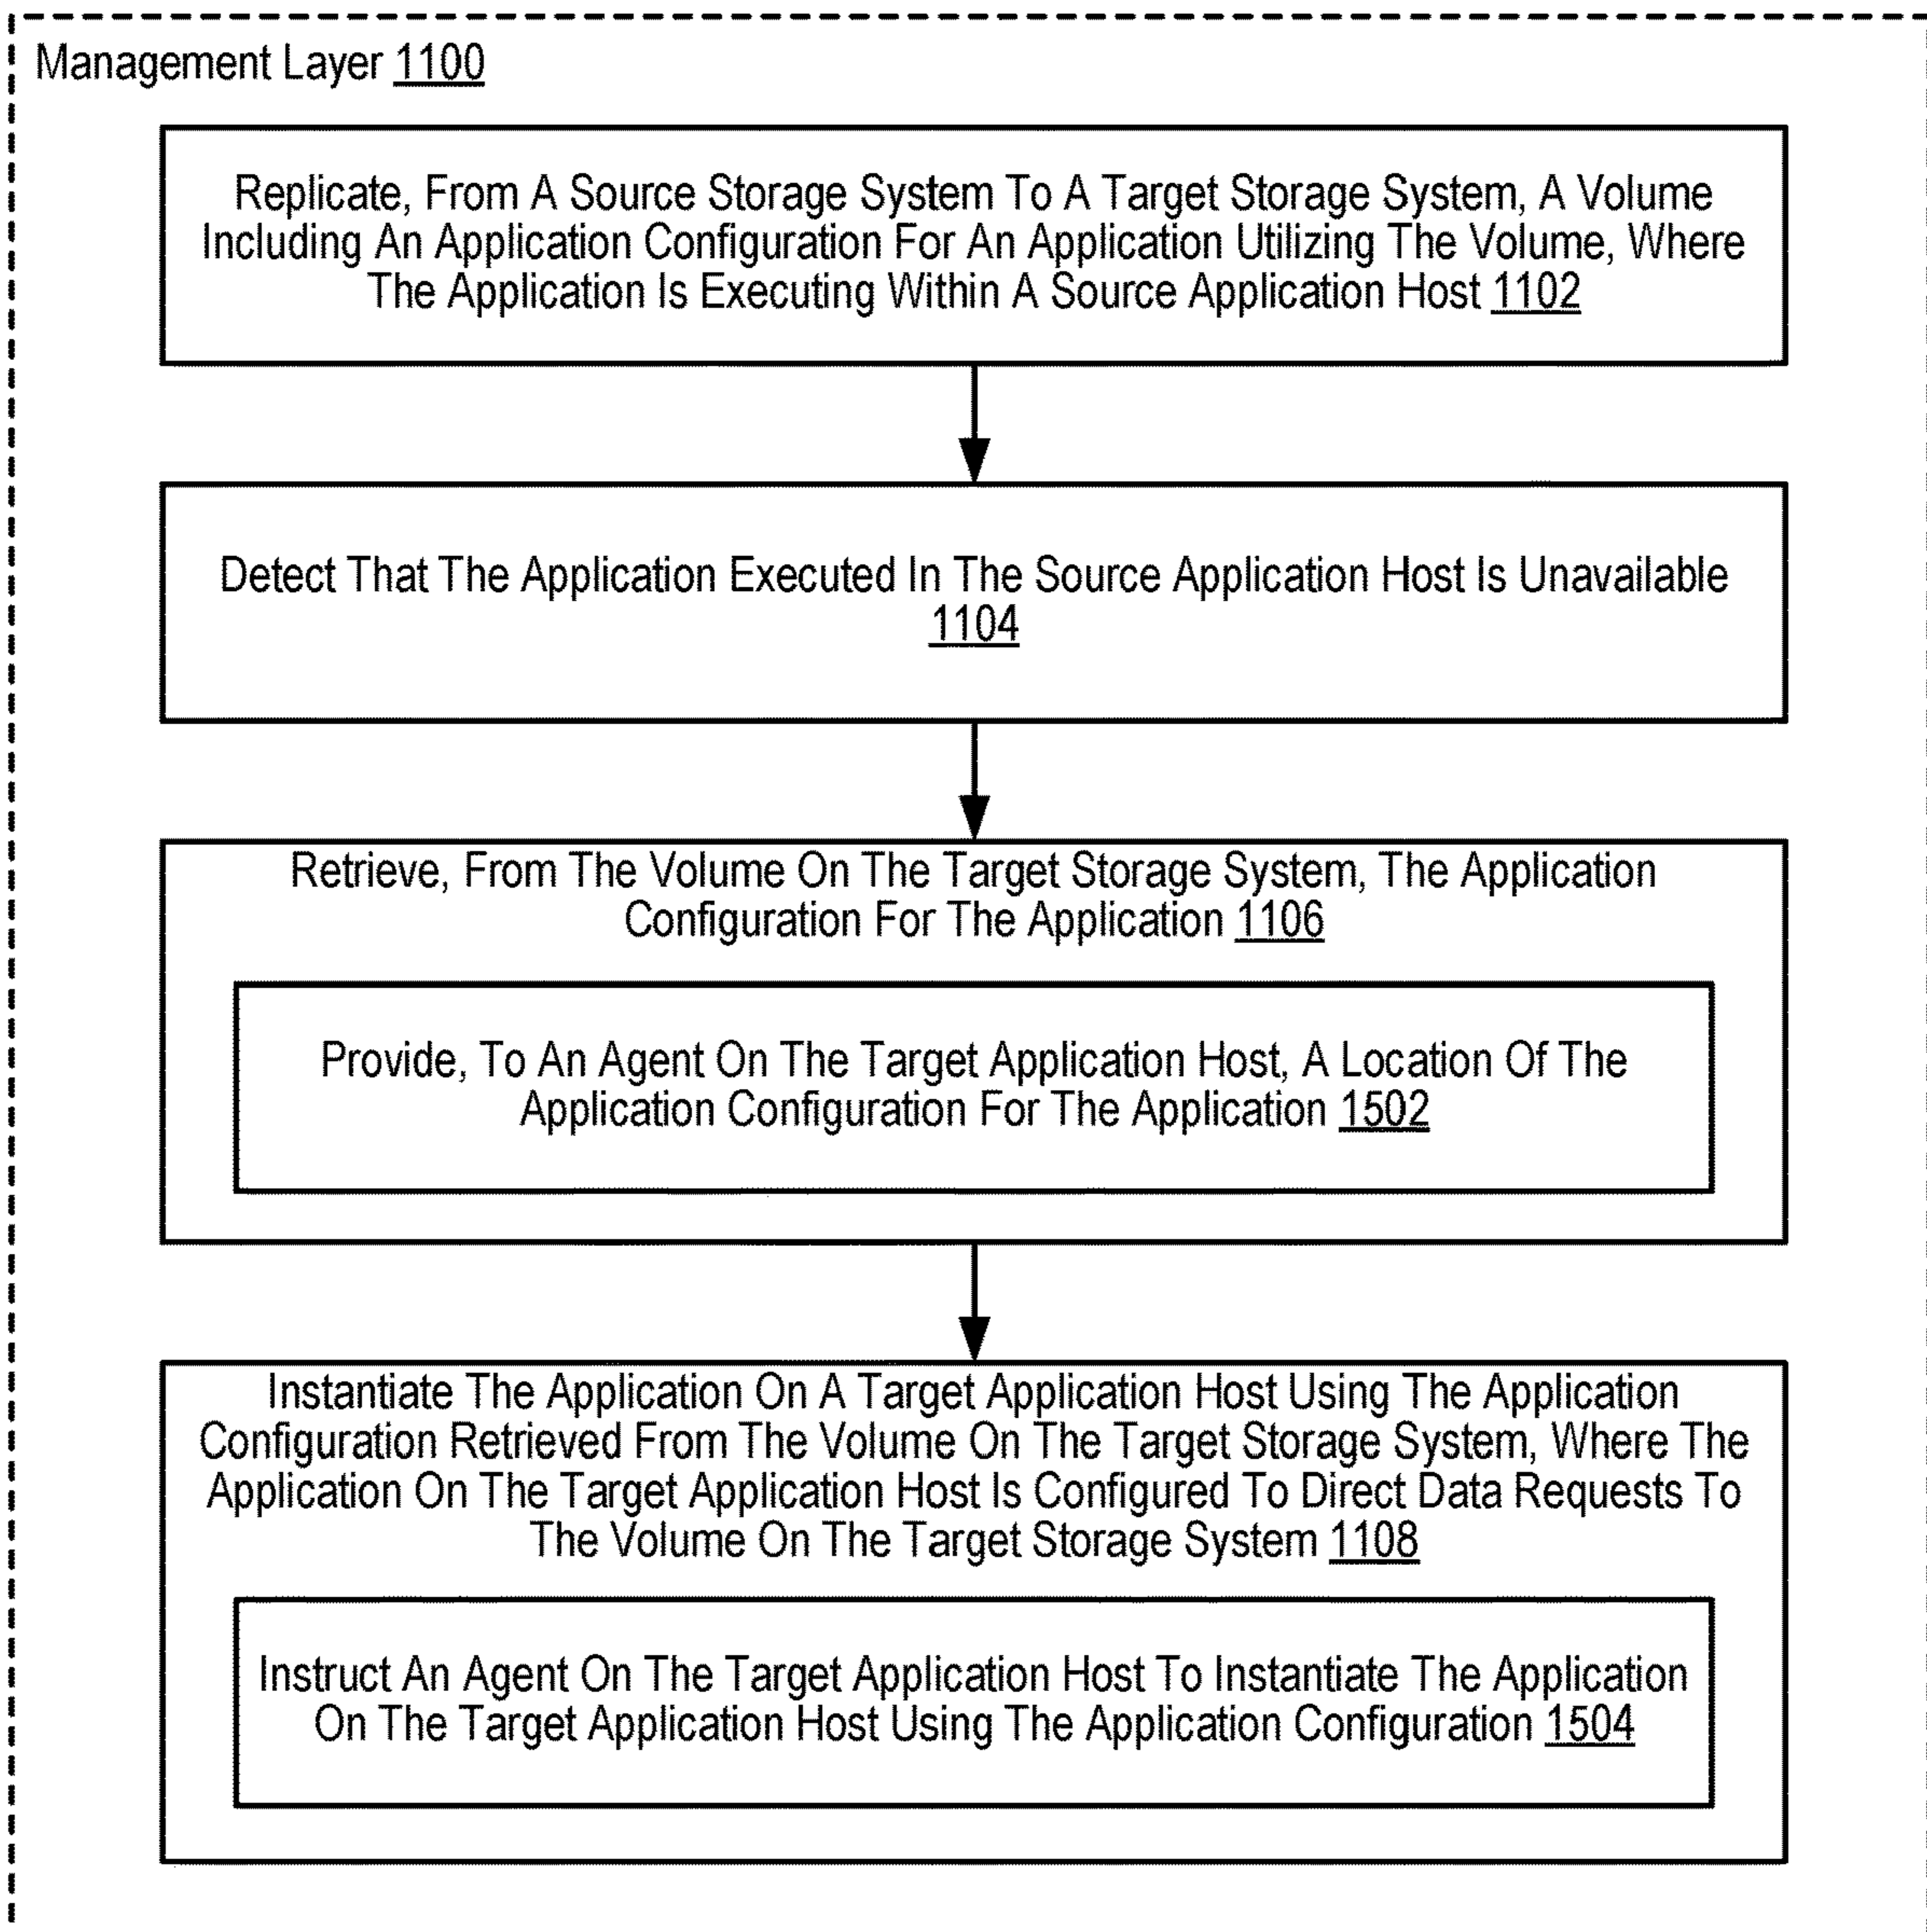 Management Layer 1100
Replicate, From A Source Storage System To A Target Storage System, A Volume
Including An Application Configuration For An Application Utilizing The Volume, Where
The Application Is Executing Within A Source Application Host 1102
Detect That The Application Executed In The Source Application Host Is Unavailable
1104
Retrieve, From The Volume On The Target Storage System, The Application
Configuration For The Application 1106
Provide, To An Agent On The Target Application Host, A Location Of The
Application Configuration For The Application 1502
Instantiate The Application On A Target Application Host Using The Application
Configuration Retrieved From The Volume On The Target Storage System, Where The
Application On The Target Application Host Is Configured To Direct Data Requests To
The Volume On The Target Storage System 1108
Instruct An Agent On The Target Application Host To Instantiate The Application
On The Target Application Host Using The Application Configuration 1504